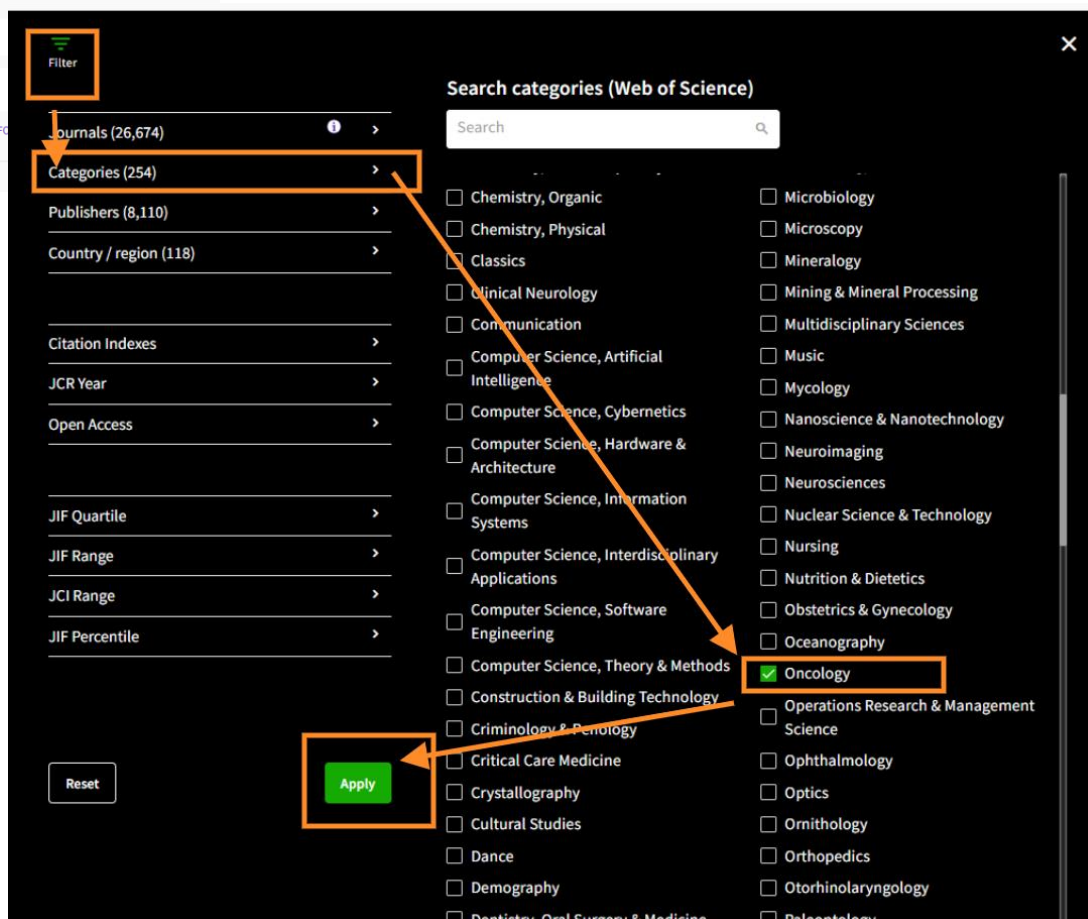 Filter
Journals (26,674)
Categories (254)
Publishers (8,110)
Country / region (118)
Citation Indexes
JCR Year
Open Access
JIF Quartile
JIF Range
JCI Range
JIF Percentile
Reset
Apply
Search categories (Web of Science)
Search
Chemistry, Organic
Chemistry, Physical
Classics
Clinical Neurology
Communication
Computer Science, Artificial
Intelligence
Computer Science, Cybernetics
Computer Science, Hardware &
Architecture
Computer Science, Information
Systems
Computer Science, Interdisciplinary
Applications
Computer Science, Software
Engineering
Computer Science, Theory & Methods
Construction & Building Technology
Criminology & Penology
Critical Care Medicine
Crystallography
Cultural Studies
Dance
Demography
Dentistry, Oral Surgery & Medicine
Microbiology
Microscopy
Mineralogy
Mining & Mineral Processing
Multidisciplinary Sciences
Music
Mycology
Nanoscience & Nanotechnology
Neuroimaging
Neurosciences
Nuclear Science & Technology
Nursing
Nutrition & Dietetics
Obstetrics & Gynecology
Oceanography
Oncology
Operations Research & Management
Science
Ophthalmology
Optics
Ornithology
Orthopedics
Otorhinolaryngology
Paleontology